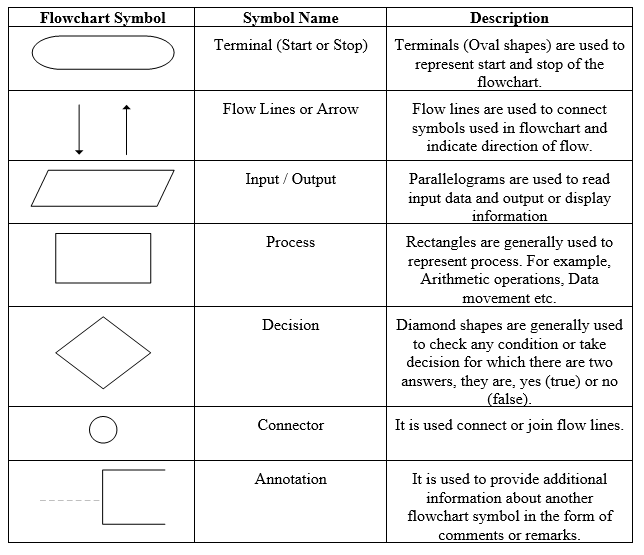 Flowchart Symbol Symbol Name Description
Terminal (Start or Stop)
Terminals (Oval shapes) are used to
represent start and stop of the
flowchart.
Flow Lines or Arrow
Flow lines are used to connect
symbols used in flowchart and
indicate direction of flow.
Input / Output
Parallelograms are used to read
input data and output or display
information
Process
Rectangles are generally used to
represent process. For example,
Arithmetic operations, Data
movement etc.
Decision
Diamond shapes are generally used
to check any condition or take
decision for which there are two
answers, they are, yes (true) or no
(false).
Connector
It is used connect or join flow lines.
Annotation
It is used to provide additional
information about another
flowchart symbol in the form of
comments or remarks.